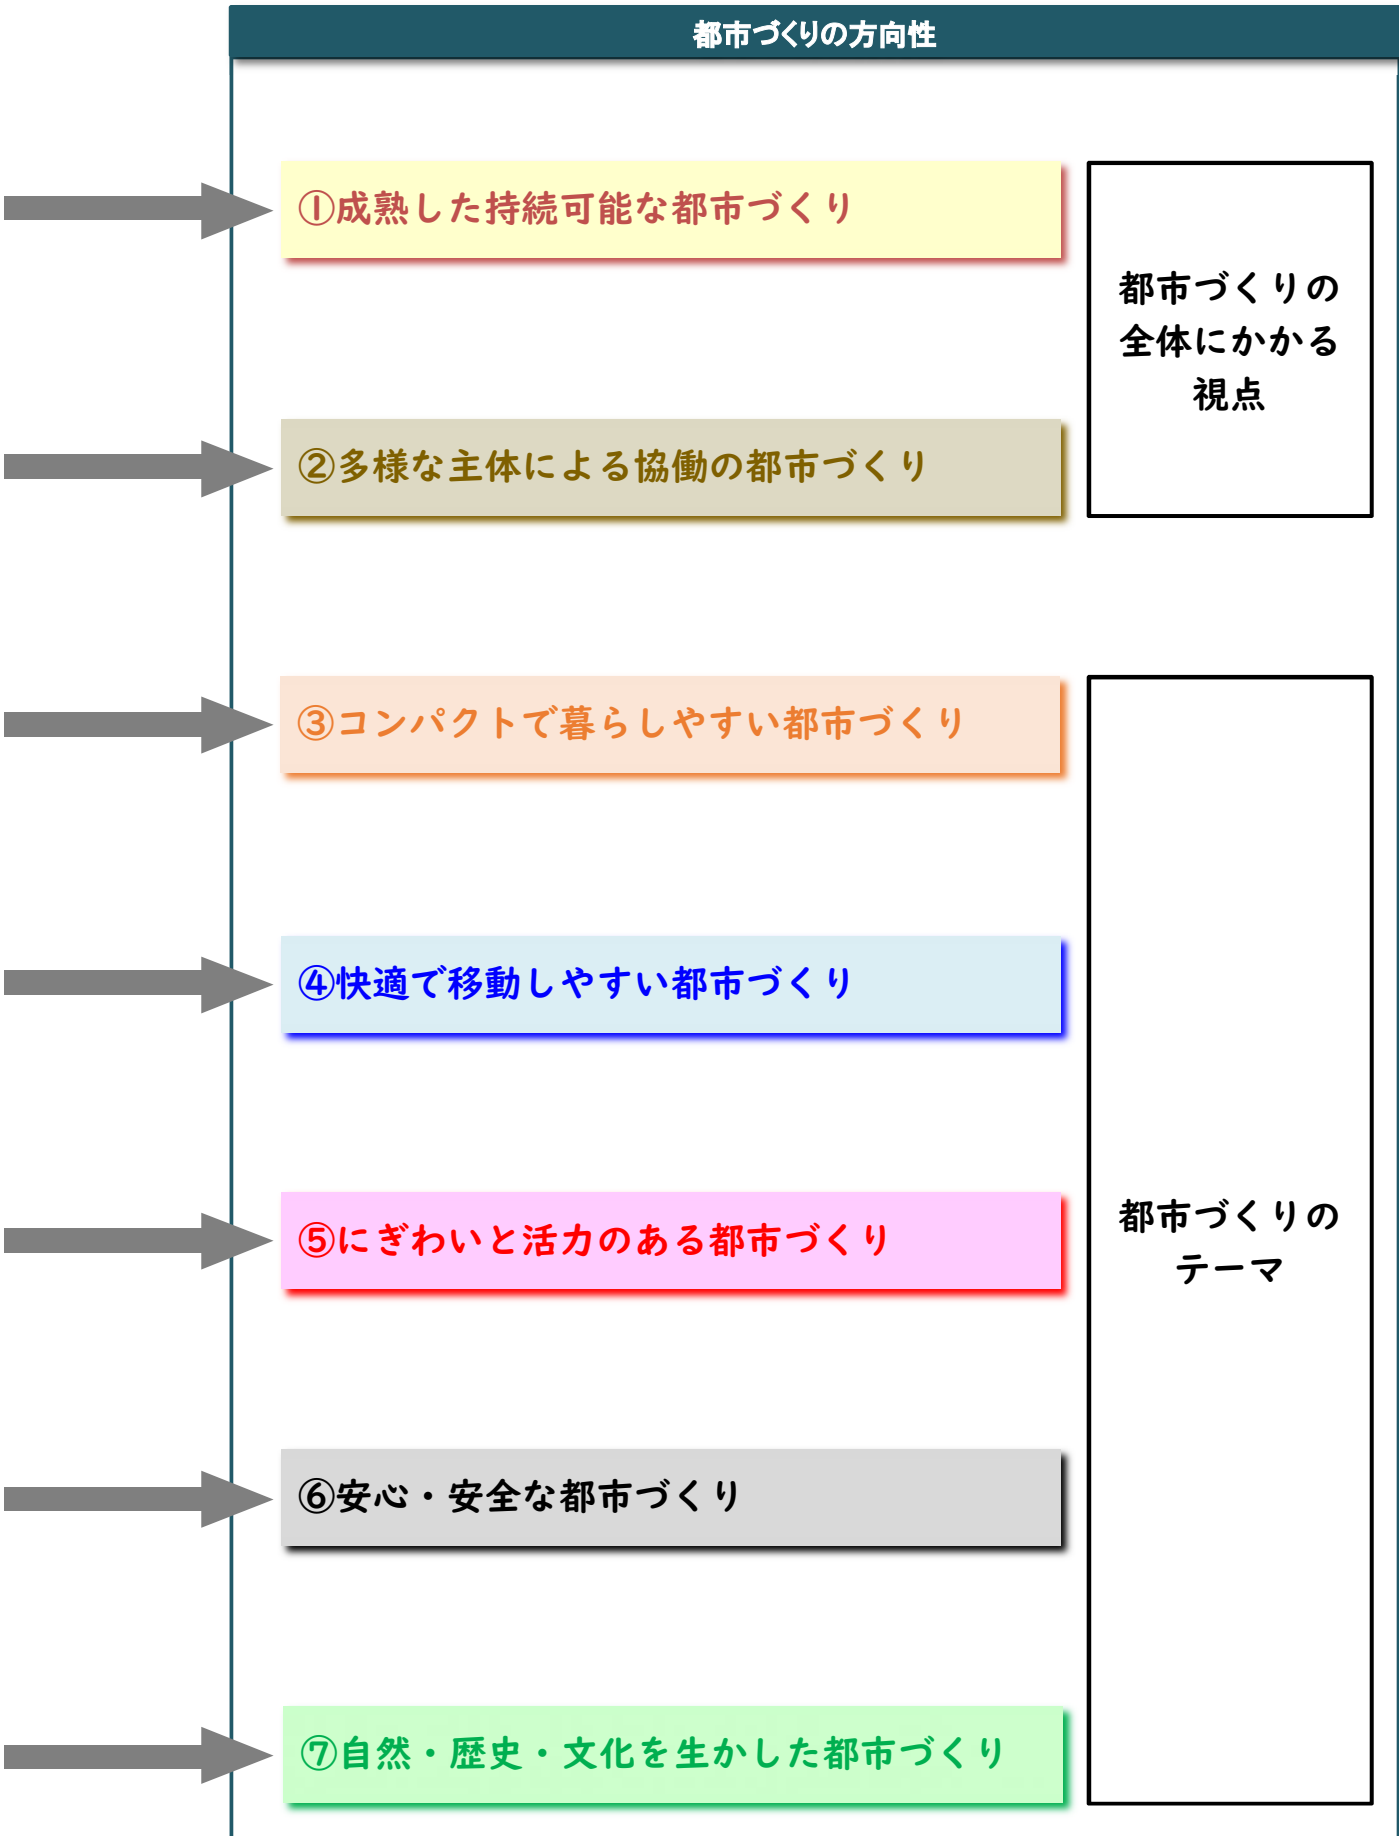 都市づくりの方向性
①成熟した持続可能な都市づくり
都市づくりの
全体にかかる
視点
②多様な主体による協働の都市づくり
③コンパクトで暮らしやすい都市づくり
④快適で移動しやすい都市づくり
⑤にぎわいと活力のある都市づくり
都市づくりの
テーマ
⑥安心・安全な都市づくり
⑦自然・歴史・文化を生かした都市づくり